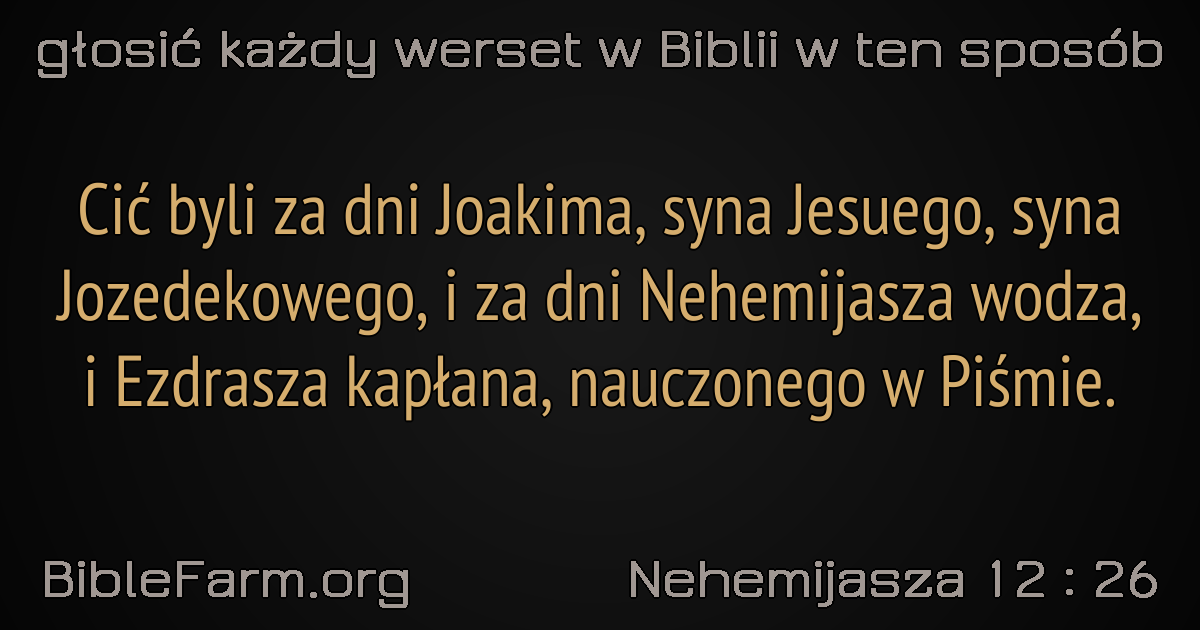 głosić każdy werset w Biblii w ten sposób
Cić byli za dni Joakima, syna Jesuego, syna
Jozedekowego, i za dni Nehemijasza wodza,
i Ezdrasza kapłana, nauczonego w Piśmie.
BibleFarm.org
Nehemijasza 12 : 26